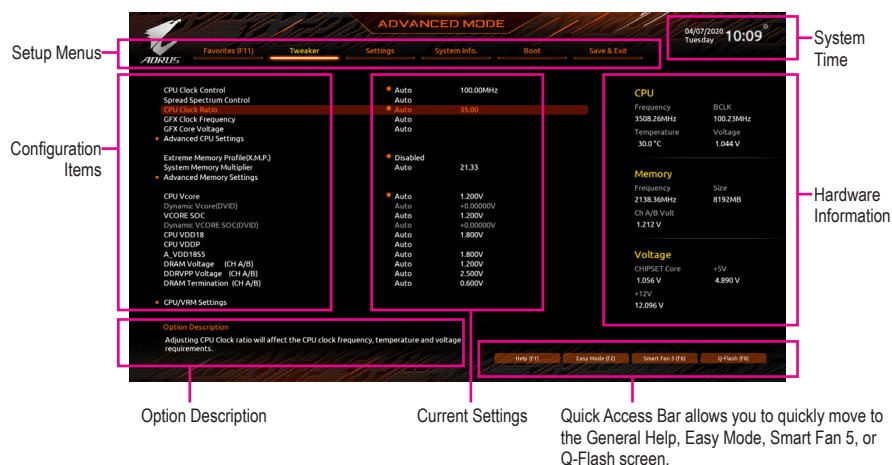 ADVANCED MODE
04/07/2020 Tuesday 10:09
System Time
Setup Menus
AORUS
Favorites (F11) Tweaker Settings System Info. Boot Save & Exit
Configuration Items
CPU Clock Control * Auto 100.00MHz
Spread Spectrum Control Auto
CPU Clock Ratio * Auto 35.00
GFX Clock Frequency Auto
GFX Core Voltage Auto
Advanced CPU Settings
Extreme Memory Profile(X.M.P.) * Disabled
System Memory Multiplier Auto 21.33
Advanced Memory Settings
CPU Vcore * Auto 1.200V
Dynamic Vcore(DVID) Auto +0.00000V
VCORE SOC Auto 1.200V
Dynamic VCORE SOC(DVID) Auto +0.00000V
CPU VDD18 Auto 1.800V
CPU VDDP Auto
A_VDD18S5 Auto 1.800V
DRAM Voltage (CH A/B) Auto 1.200V
DDRVPP Voltage (CH A/B) Auto 2.500V
DRAM Termination (CH A/B) Auto 0.600V
CPU/VRM Settings
CPU
Frequency BCLK
3508.26MHz 100.23MHz
Temperature Voltage
30.0 °C 1.044 V
Memory
Frequency Size
2138.36MHz 8192MB
Ch A/B Volt
1.212 V
Voltage
CHIPSET Core +5V
1.056 V 4.890 V
+12V
12.096 V
Hardware Information
Option Description
Adjusting CPU Clock ratio will affect the CPU clock frequency, temperature and voltage
requirements.
Help (F1) Easy Mode (F2) Smart Fan 5 (F6) Q-Flash (F8)
Option Description
Current Settings
Quick Access Bar allows you to quickly move to
the General Help, Easy Mode, Smart Fan 5, or
Q-Flash screen.